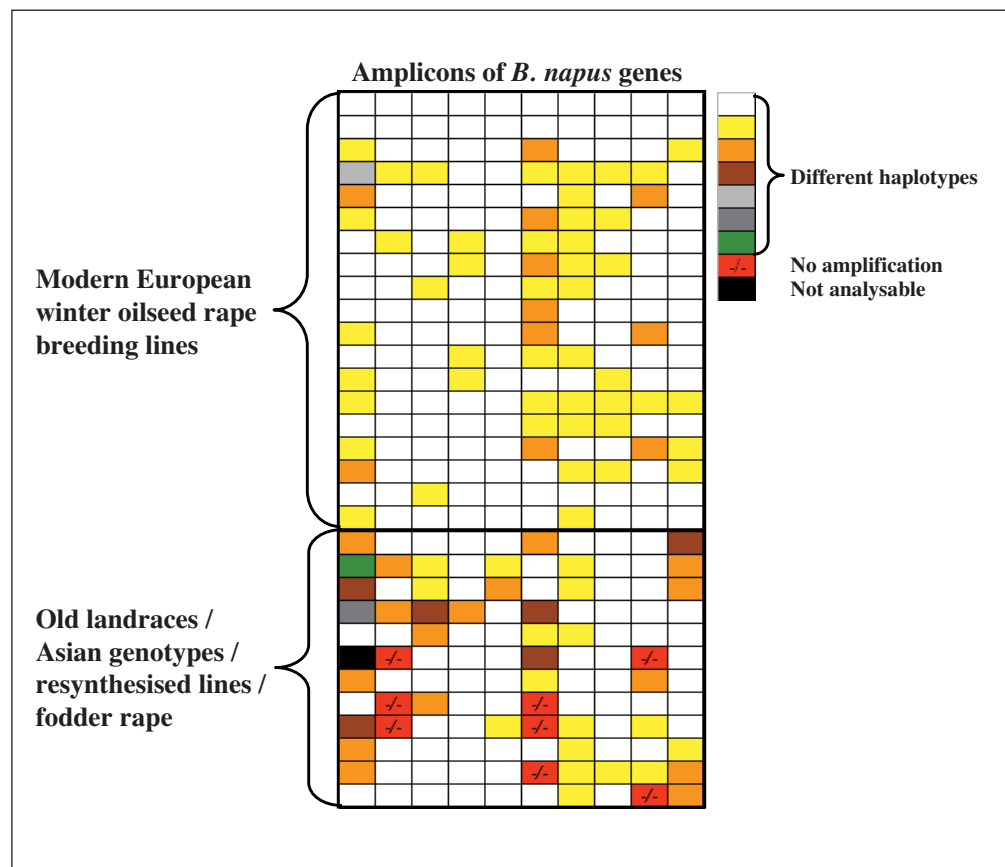 Amplicons of B. napus genes
Different haplotypes
-/- No amplification
Not analysable
Modern European
winter oilseed rape
breeding lines
Old landraces /
Asian genotypes /
resynthesised lines /
fodder rape
-/- -/-
-/- -/-
-/- -/-
-/-
-/-